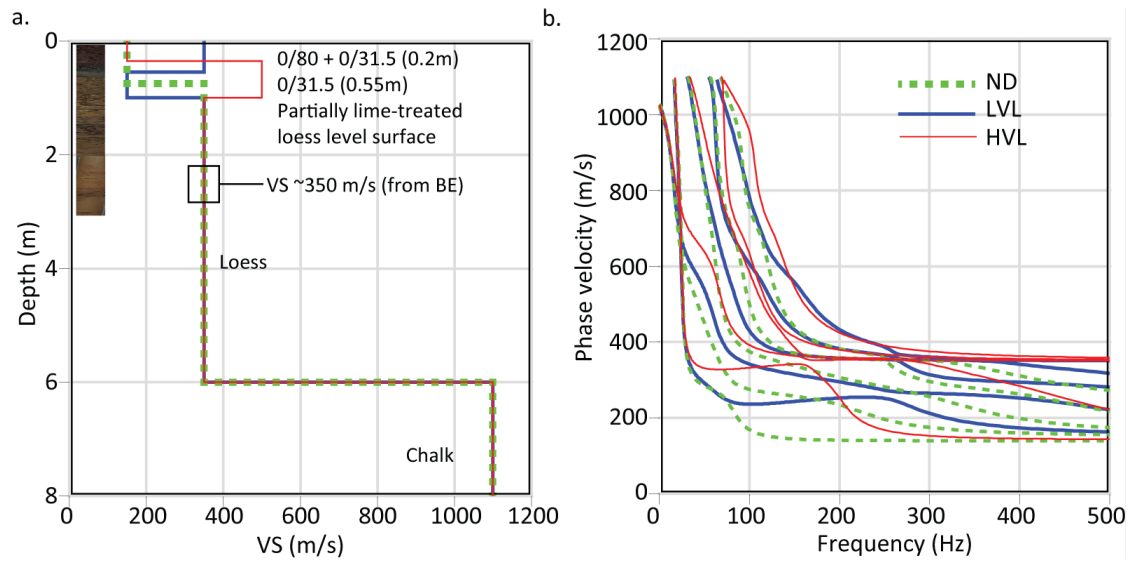 a.
0
2
4
6
8
Depth (m)
0/80 + 0/31.5 (0.2m)
0/31.5 (0.55m)
Partially lime-treated
loess level surface
VS ~350 m/s (from BE)
Loess
Chalk
0 200 400 600 800 1000 1200
VS (m/s)
b.
1200
1000
800
600
400
200
0
Phase velocity (m/s)
ND
LVL
HVL
0 100 200 300 400 500
Frequency (Hz)